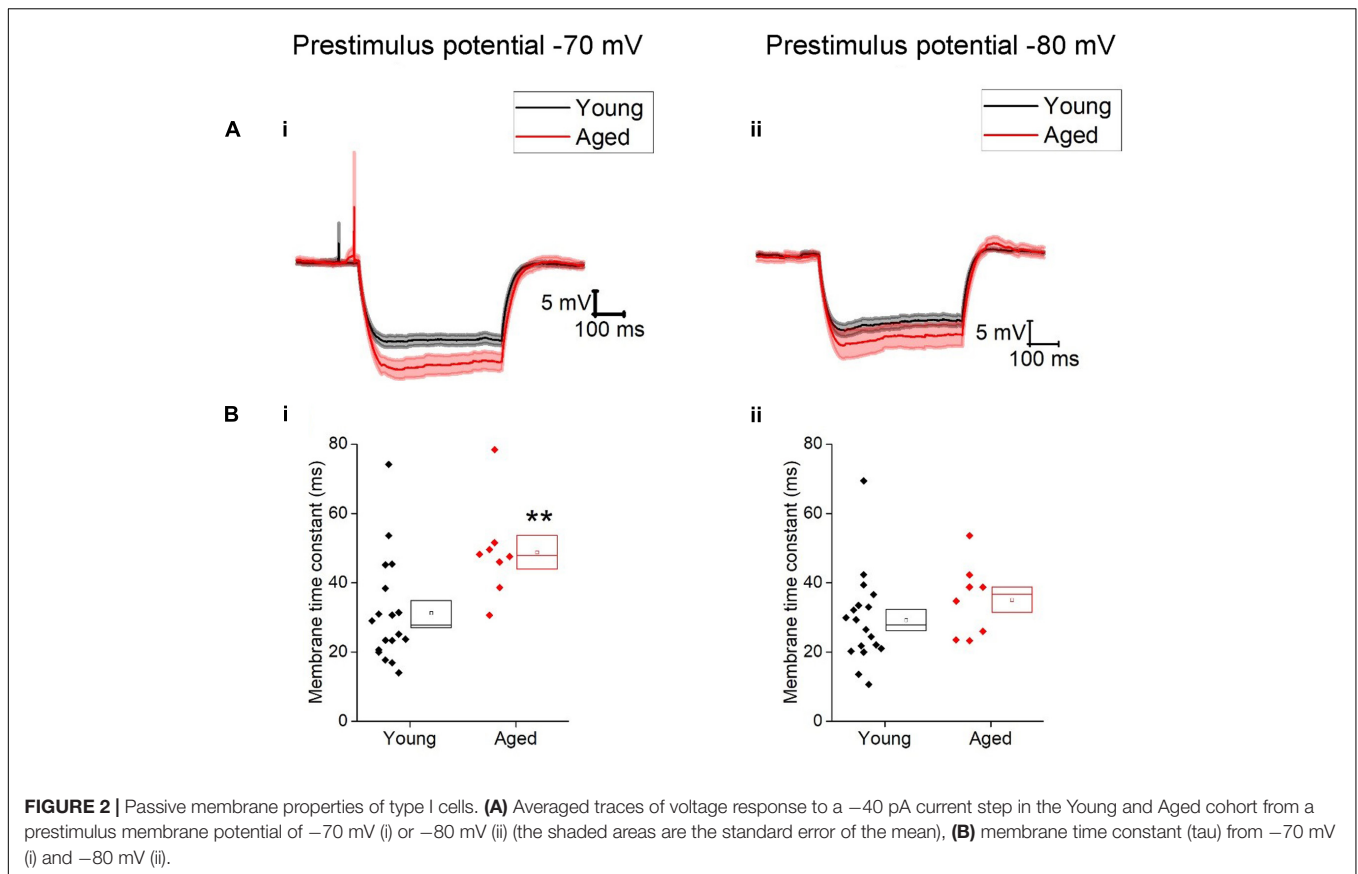 Prestimulus potential -70 mV
Prestimulus potential -80 mV
Young
Aged
Young
Aged
A
i
ii
5 mV
100 ms
5 mV
100 ms
B
i
ii
Membrane time constant (ms)
80
60
40
20
0
**
Young
Aged
Membrane time constant (ms)
80
60
40
20
0
Young
Aged
FIGURE 2 | Passive membrane properties of type I cells. (A) Averaged traces of voltage response to a −40 pA current step in the Young and Aged cohort from a
prestimulus membrane potential of −70 mV (i) or −80 mV (ii) (the shaded areas are the standard error of the mean), (B) membrane time constant (tau) from −70 mV
(i) and −80 mV (ii).